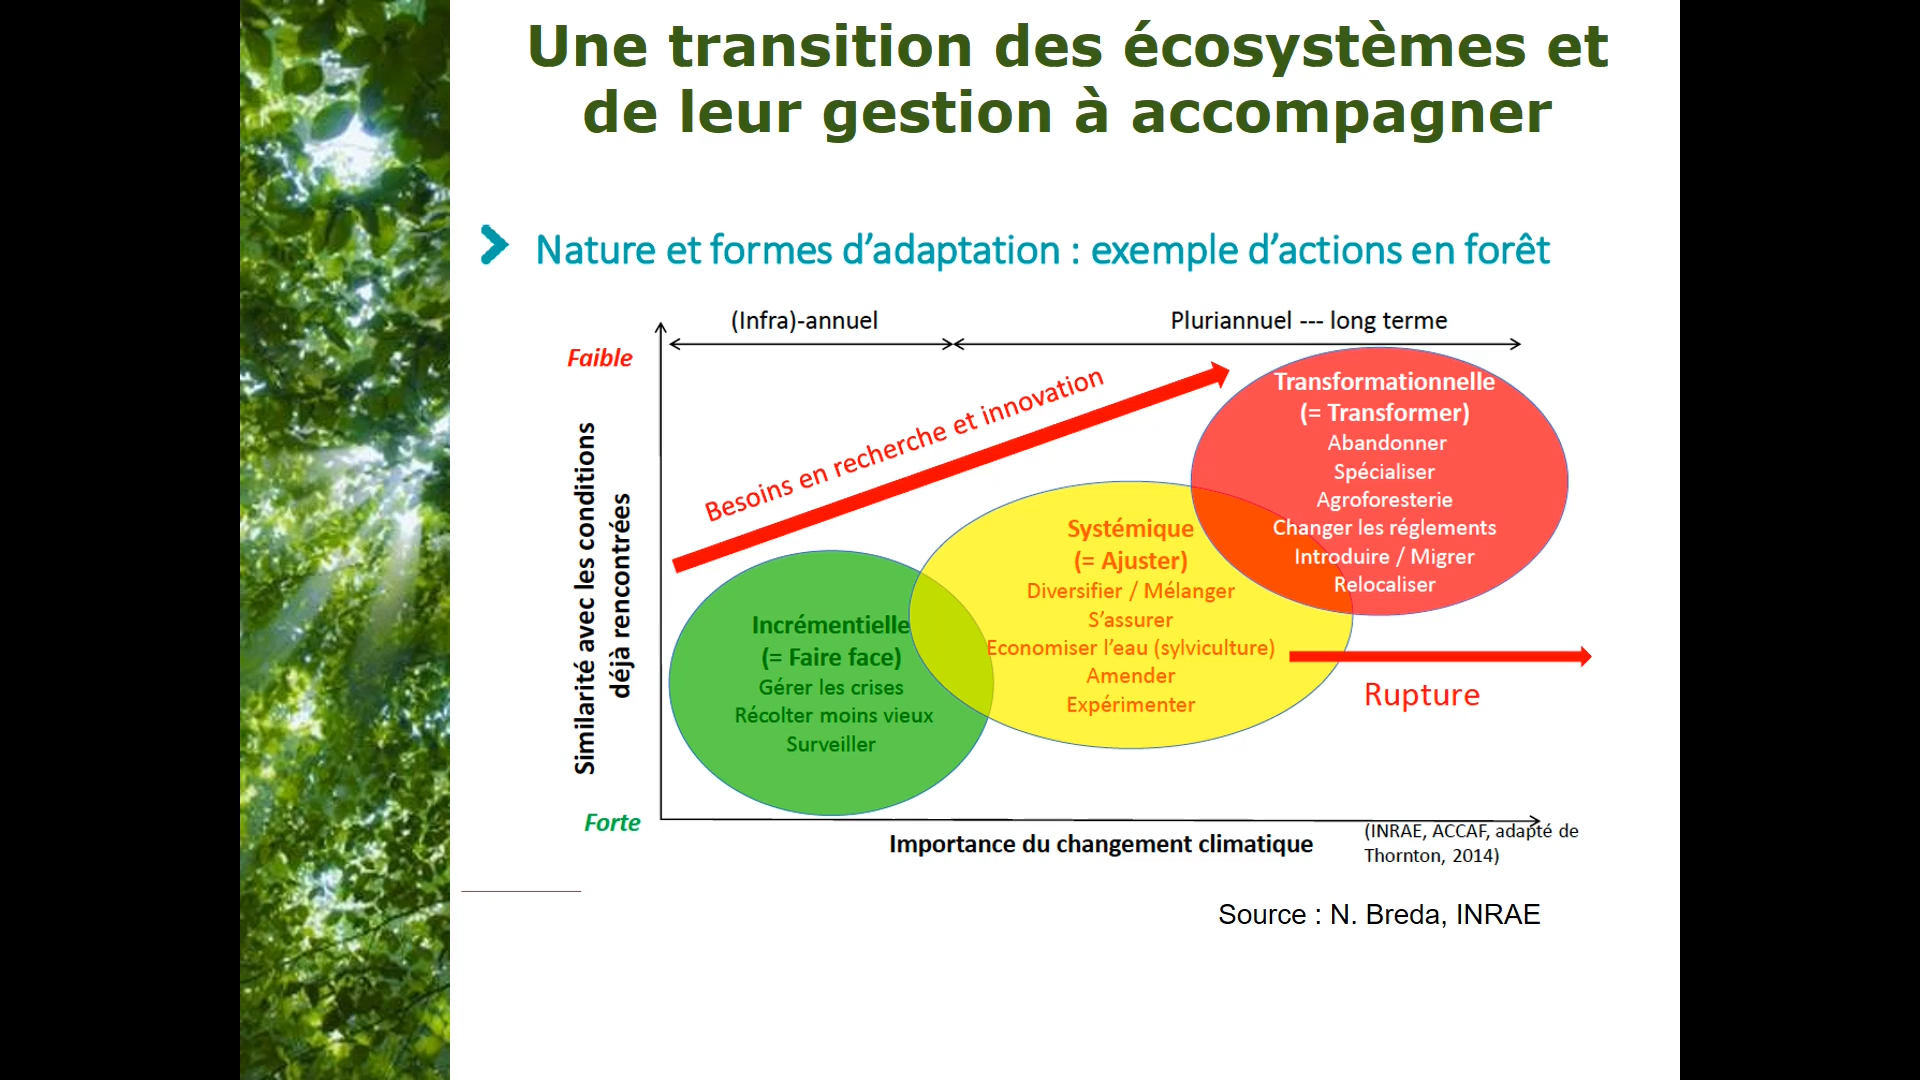 Une transition des écosystèmes et
de leur gestion à accompagner
Nature et formes d’adaptation : exemple d’actions en forêt
(Infra)-annuel
Pluriannuel --- long terme
Faible
Similarité avec les conditions
déjà rencontrées
Forte
Besoins en recherche et innovation
Incrémentielle
(= Faire face)
Gérer les crises
Récolter moins vieux
Surveiller
Systémique
(= Ajuster)
Diversifier / Mélanger
S’assurer
Economiser l’eau (sylviculture)
Amender
Expérimenter
Transformationnelle
(= Transformer)
Abandonner
Spécialiser
Agroforesterie
Changer les réglements
Introduire / Migrer
Relocaliser
Rupture
Importance du changement climatique
(INRAE, ACCAF, adapté de
Thornton, 2014)
Source : N. Breda, INRAE